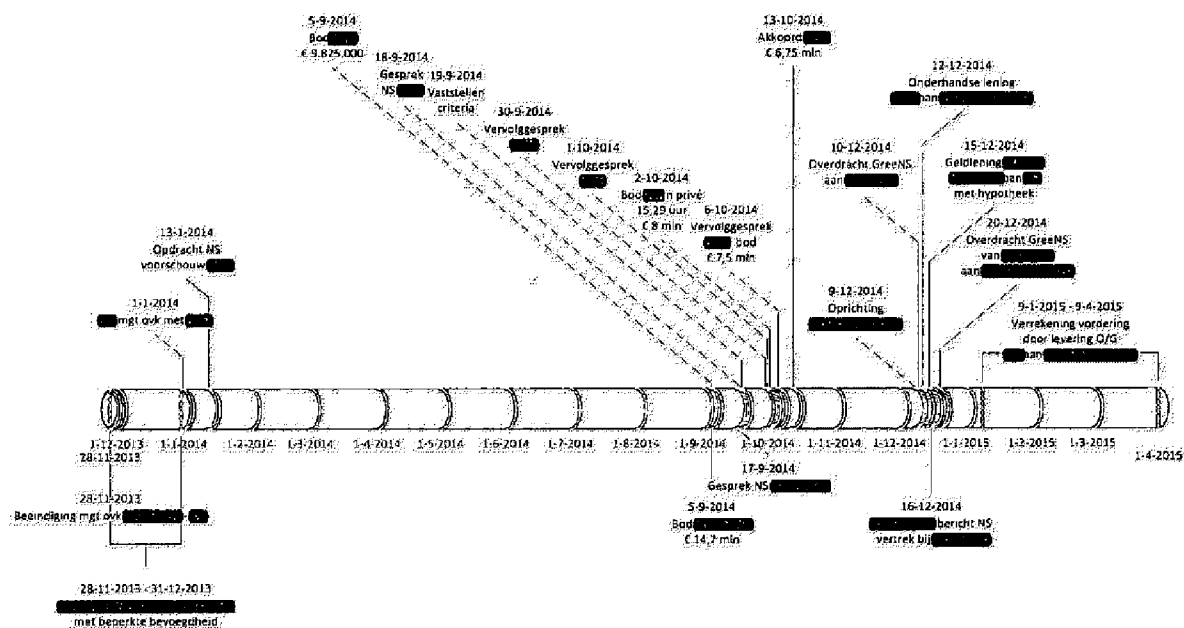 5-9-2014
Bod
€ 9.825.000
18-9-2014
Gesprek
NS
19-9-2014
Vaststellen
criteria
30-9-2014
Vervolggesprek
1-10-2014
Vervolggesprek
2-10-2014
Bod in privé
15:29 uur
€ 8 mln
6-10-2014
Vervolggesprek
bod
€ 7,5 mln
13-10-2014
Akkoord
€ 6,75 mln
12-12-2014
Onderhandse lening
aan
10-12-2014
Overdracht GreeNS
aan
15-12-2014
Geldlening
aan
met hypotheek
20-12-2014
Overdracht GreeNS
van
aan
9-12-2014
Oprichting
9-1-2015 - 9-4-2015
Verrekening vordering
door levering O/G
aan
13-1-2014
Opdracht NS
voorschouw
1-1-2014
mgt ovk met
1-12-2013 1-1-2014 1-2-2014 1-3-2014 1-4-2014 1-5-2014 1-6-2014 1-7-2014 1-8-2014 1-9-2014 1-10-2014 1-11-2014 1-12-2014 1-1-2015 1-2-2015 1-3-2015
28-11-2013
1-4-2015
28-11-2013
Beeindiging mgt ovk -
28-11-2013 - 31-12-2013
met beperkte bevoegdheid
17-9-2014
Gesprek NS
5-9-2014
Bod
€ 14,7 mln
16-12-2014
bericht NS
vertrek bij